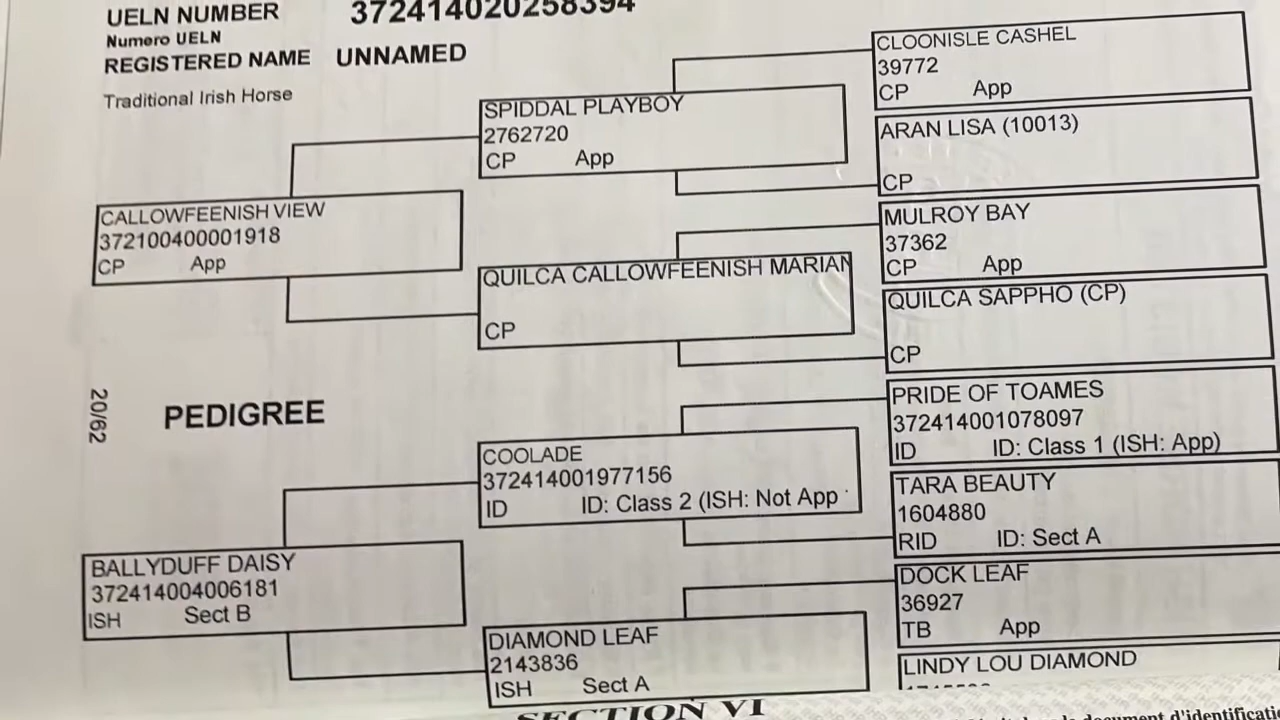 UELN NUMBER 372414020258394
Numero UELN
REGISTERED NAME UNNAMED
Traditional Irish Horse
CALLOWFEENISH VIEW
372100400001918
CP App
SPIDDAL PLAYBOY
2762720
CP App
QUILCA CALLOWFEENISH MARIAN
CP
CLOONISLE CASHEL
39772
CP App
ARAN LISA (10013)
CP
MULROY BAY
37362
CP App
QUILCA SAPPHO (CP)
CP
20/62
PEDIGREE
BALLYDUFF DAISY
372414004006181
ISH Sect B
COOLADE
372414001977156
ID ID: Class 2 (ISH: Not App
DIAMOND LEAF
2143836
ISH Sect A
PRIDE OF TOAMES
372414001078097
ID ID: Class 1 (ISH: App)
TARA BEAUTY
1604880
RID ID: Sect A
DOCK LEAF
36927
TB App
LINDY LOU DIAMOND
SECTION VI
document d'identificatio